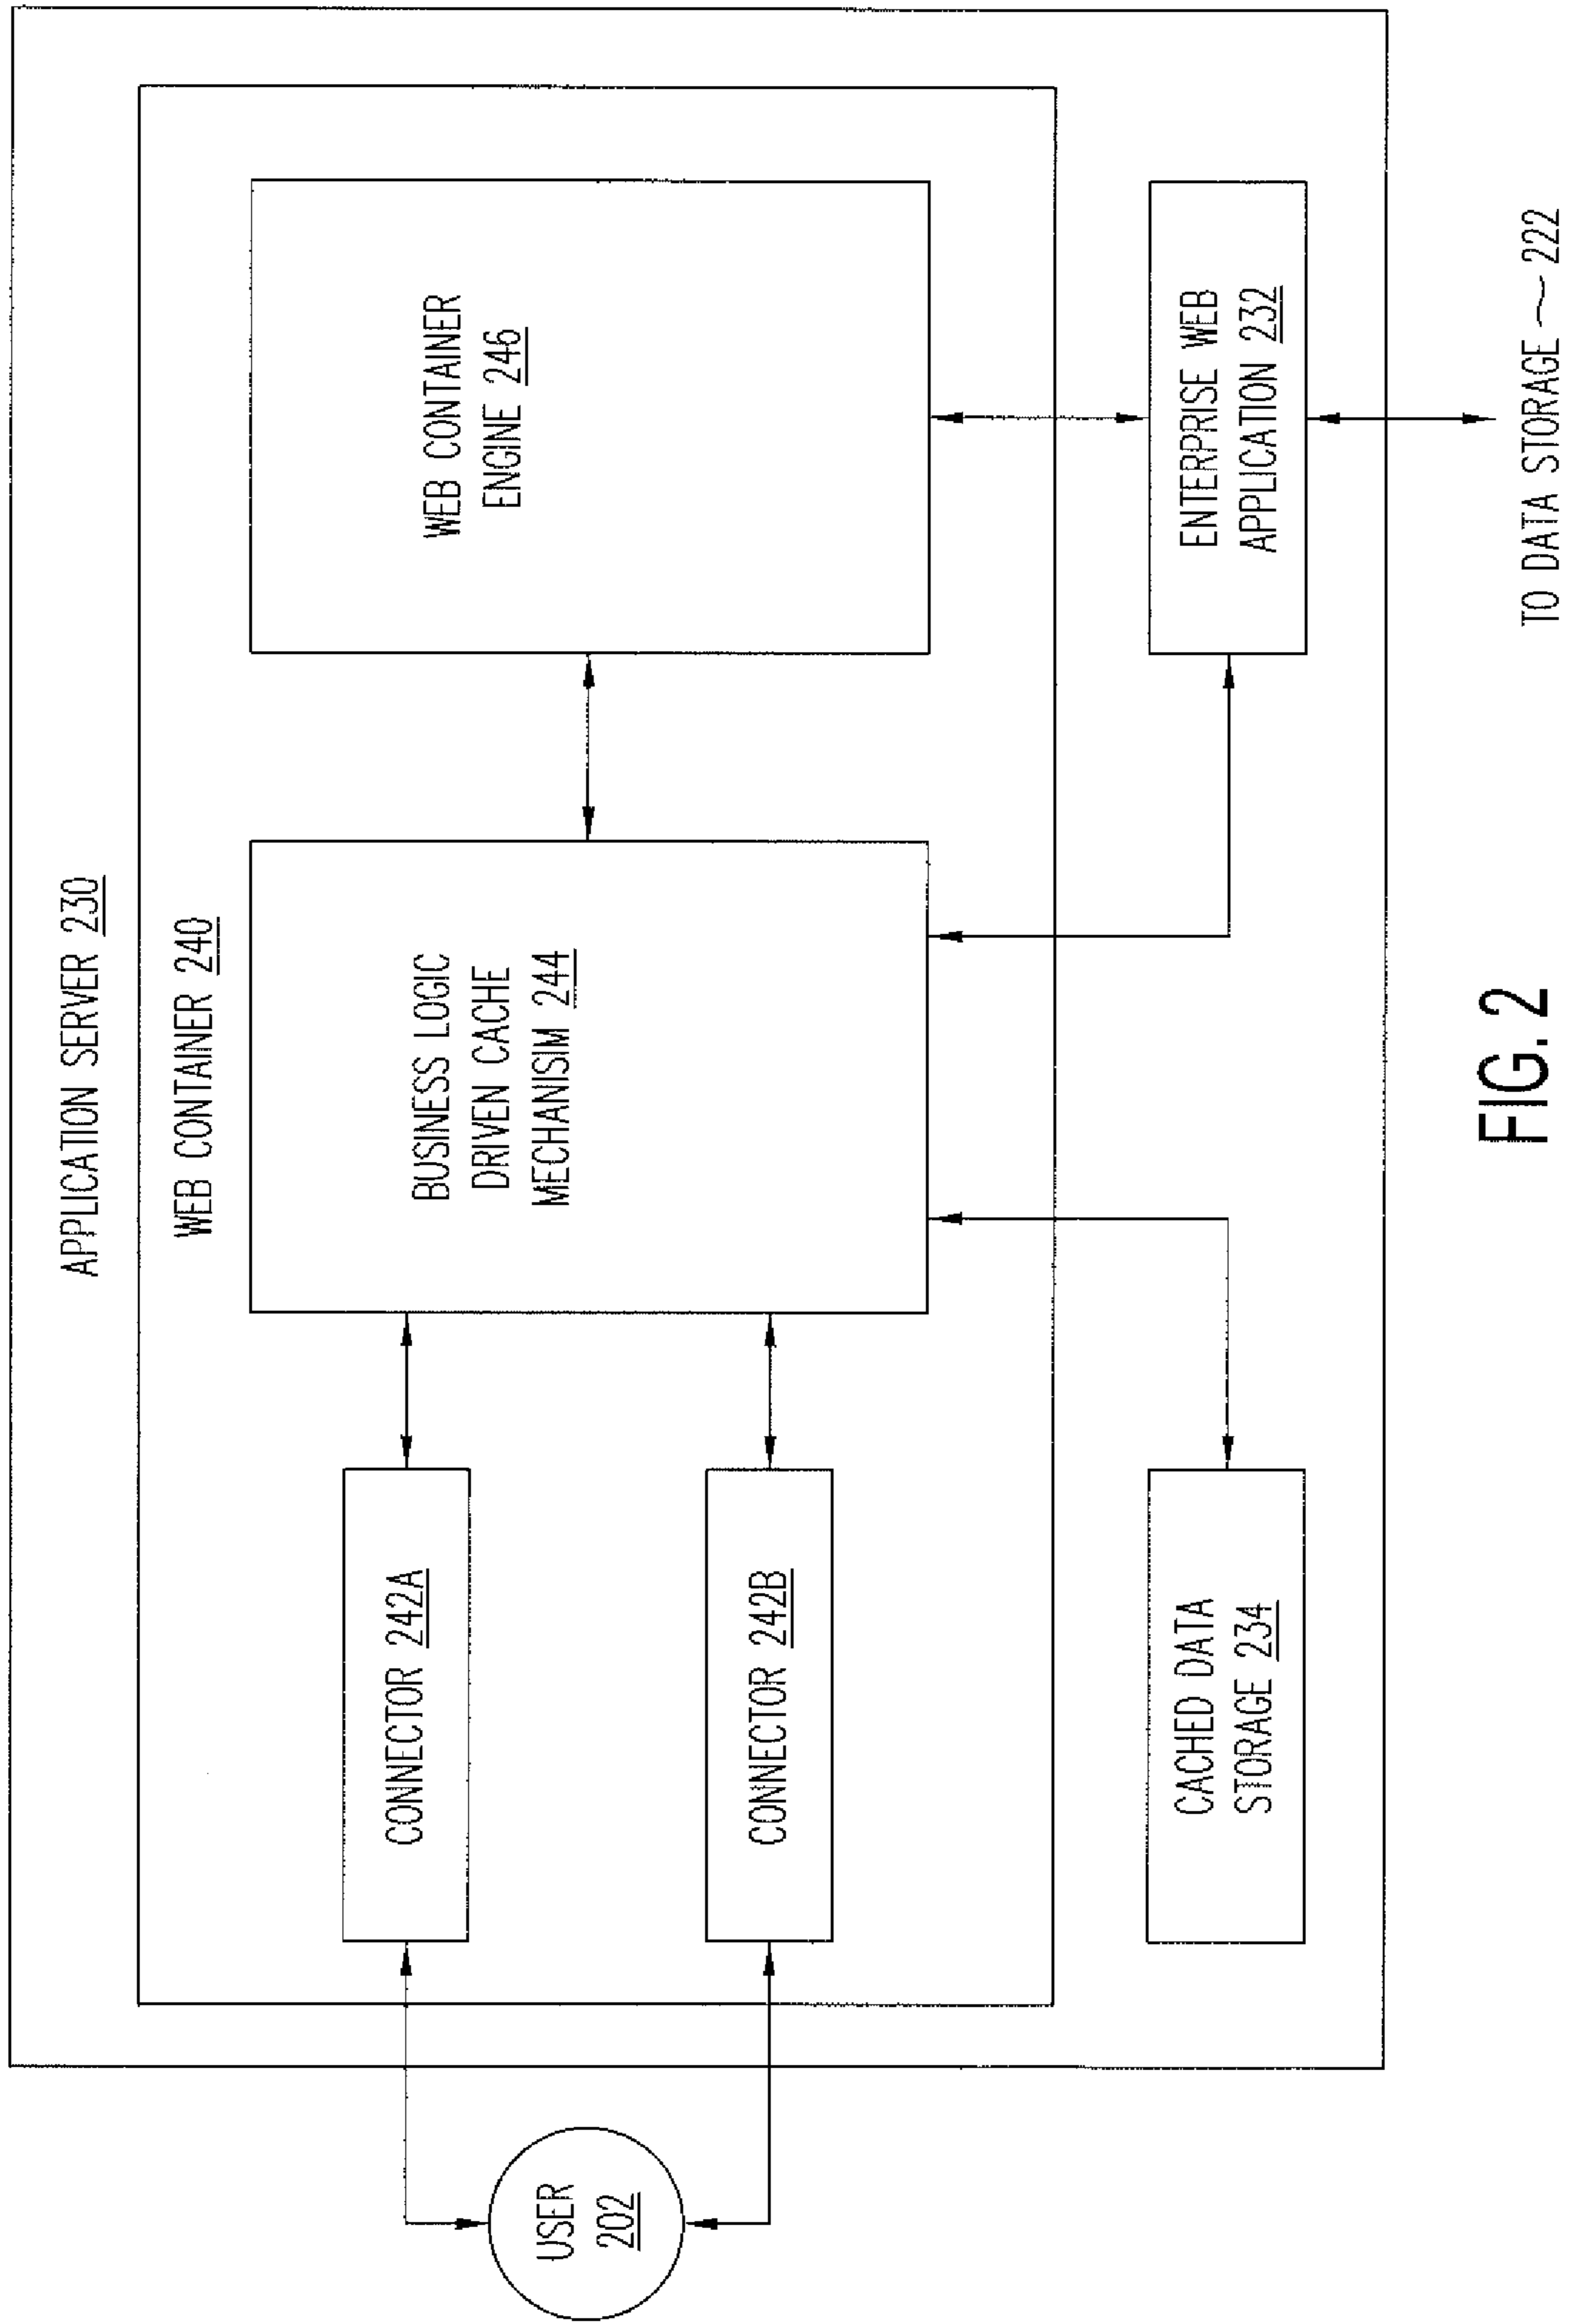 APPLICATION SERVER 230
WEB CONTAINER 240
USER
202
CONNECTOR 242A
CONNECTOR 242B
BUSINESS LOGIC
DRIVEN CACHE
MECHANISIM 244
WEB CONTAINER
ENGINE 246
CACHED DATA
STORAGE 234
ENTERPRISE WEB
APPLICATION 232
TO DATA STORAGE ~ 222
FIG. 2